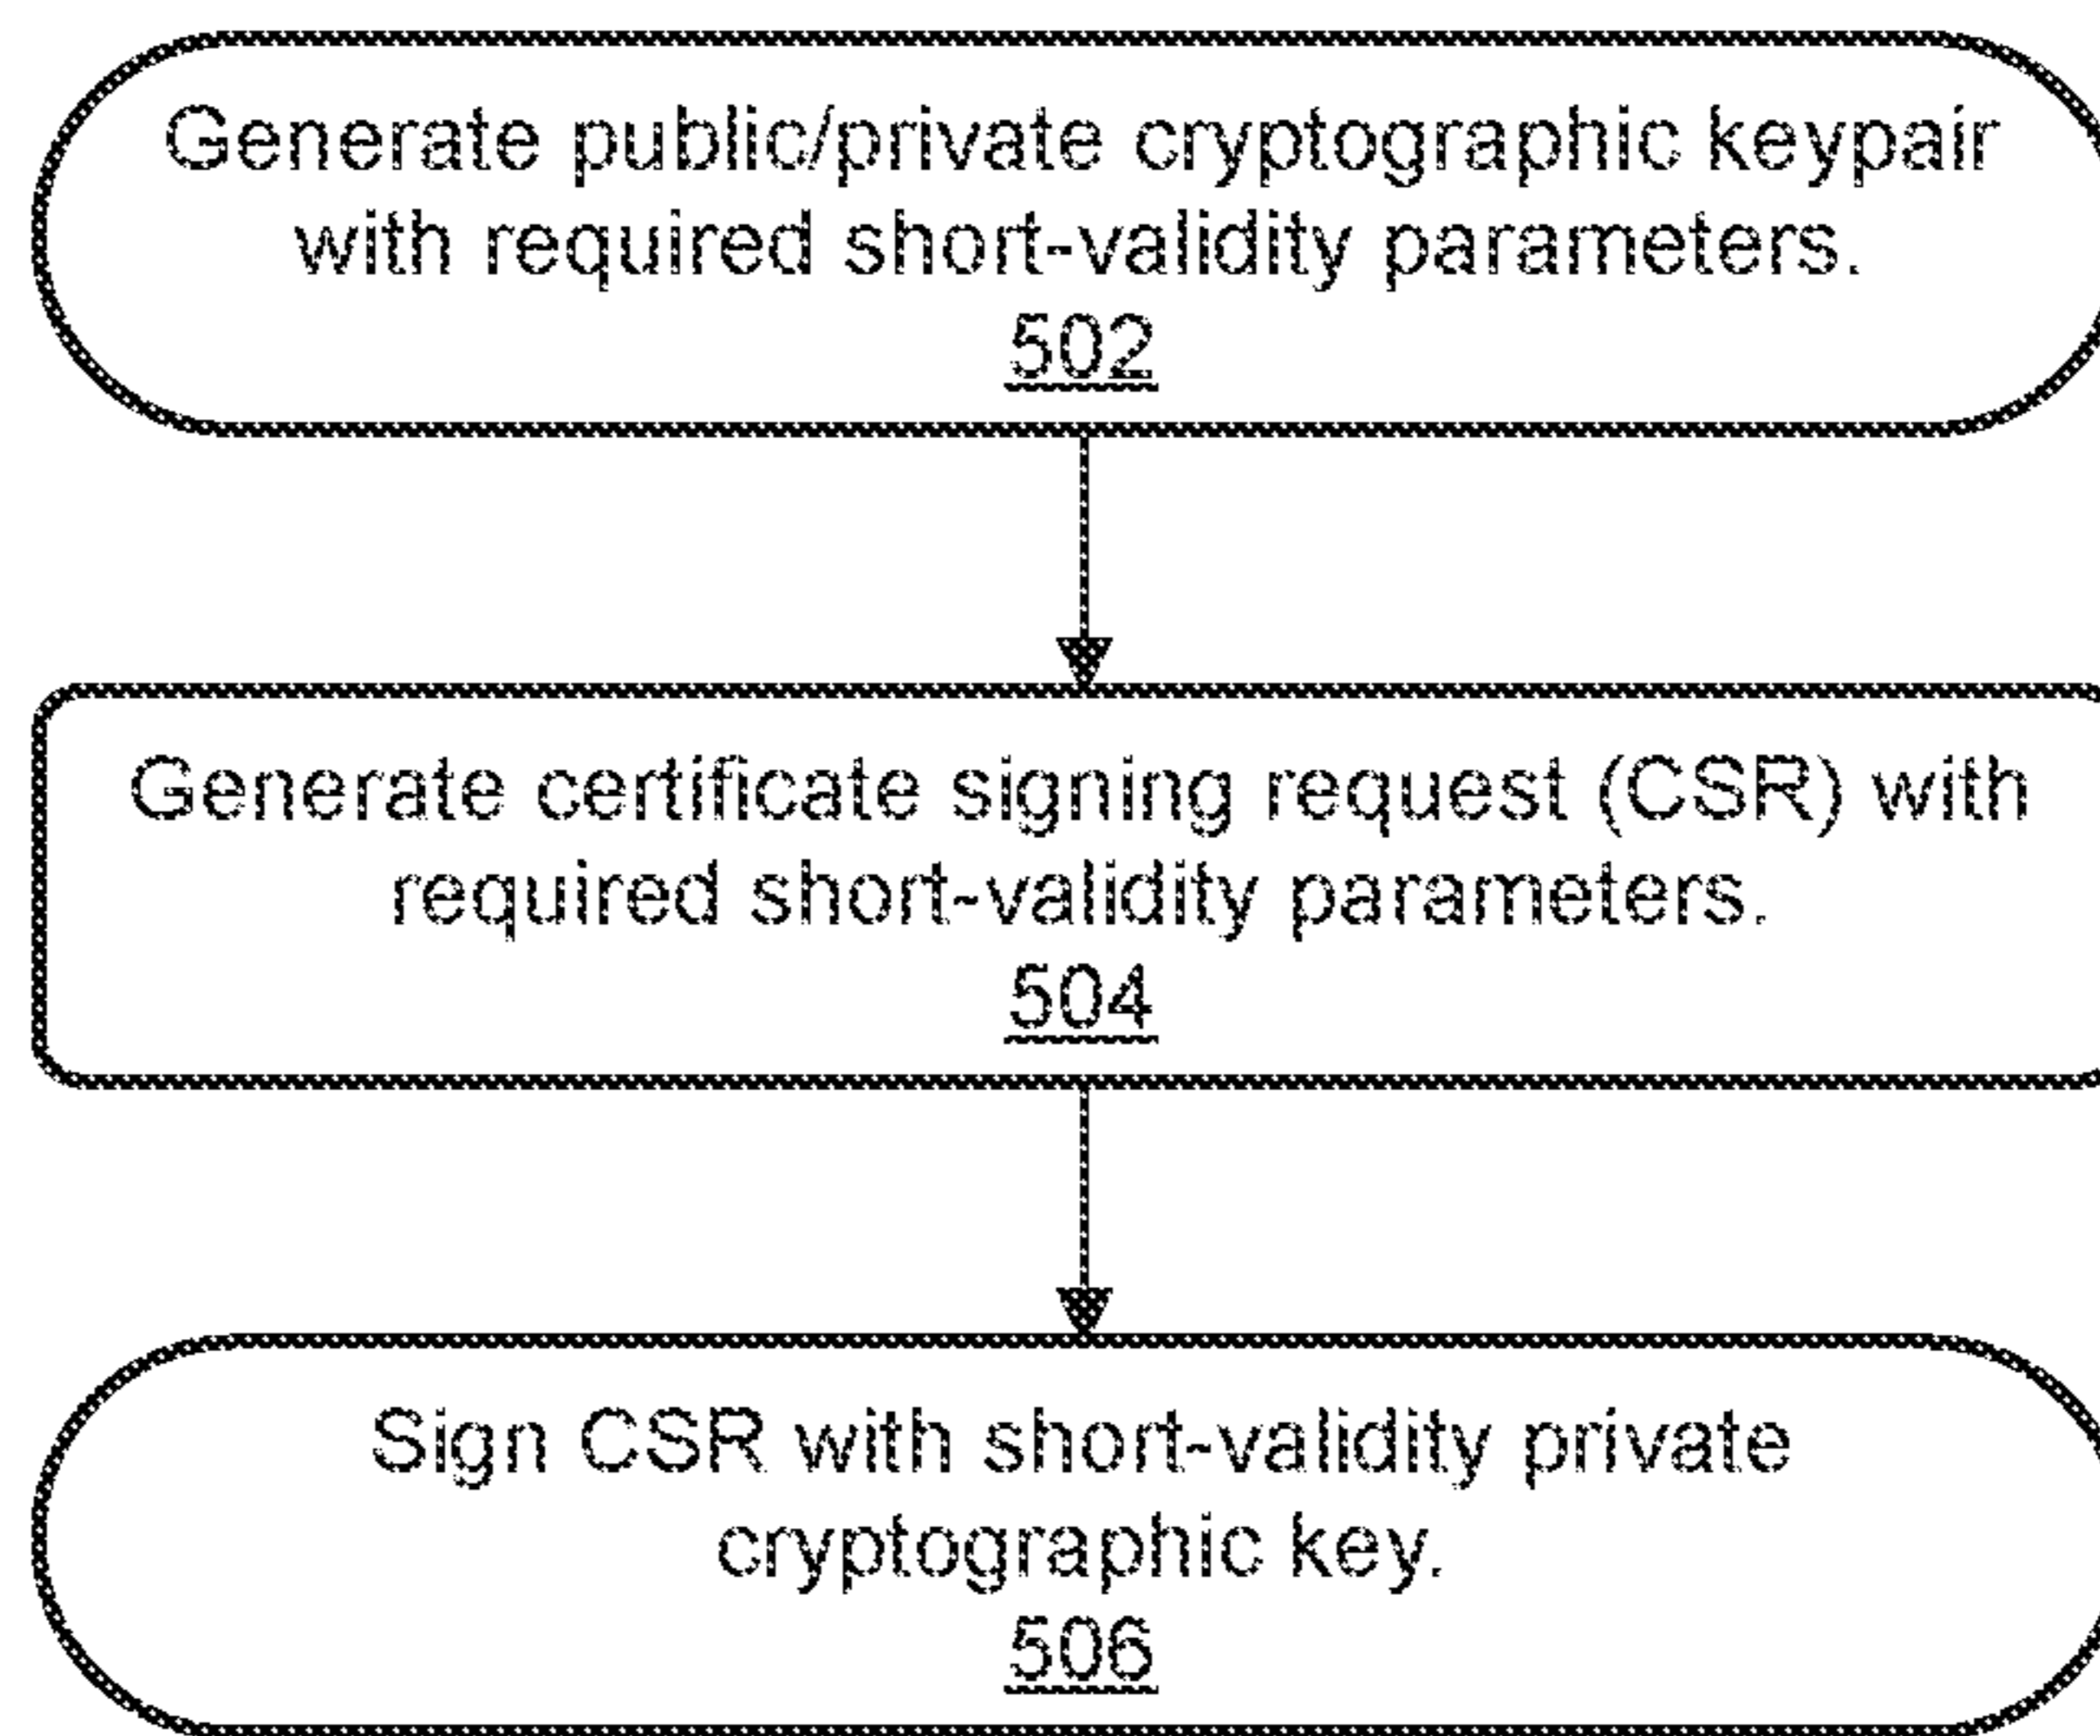 Generate public/private cryptographic keypair
with required short-validity parameters.
502
Generate certificate signing request (CSR) with
required short-validity parameters.
504
Sign CSR with short-validity private
cryptographic key.
506